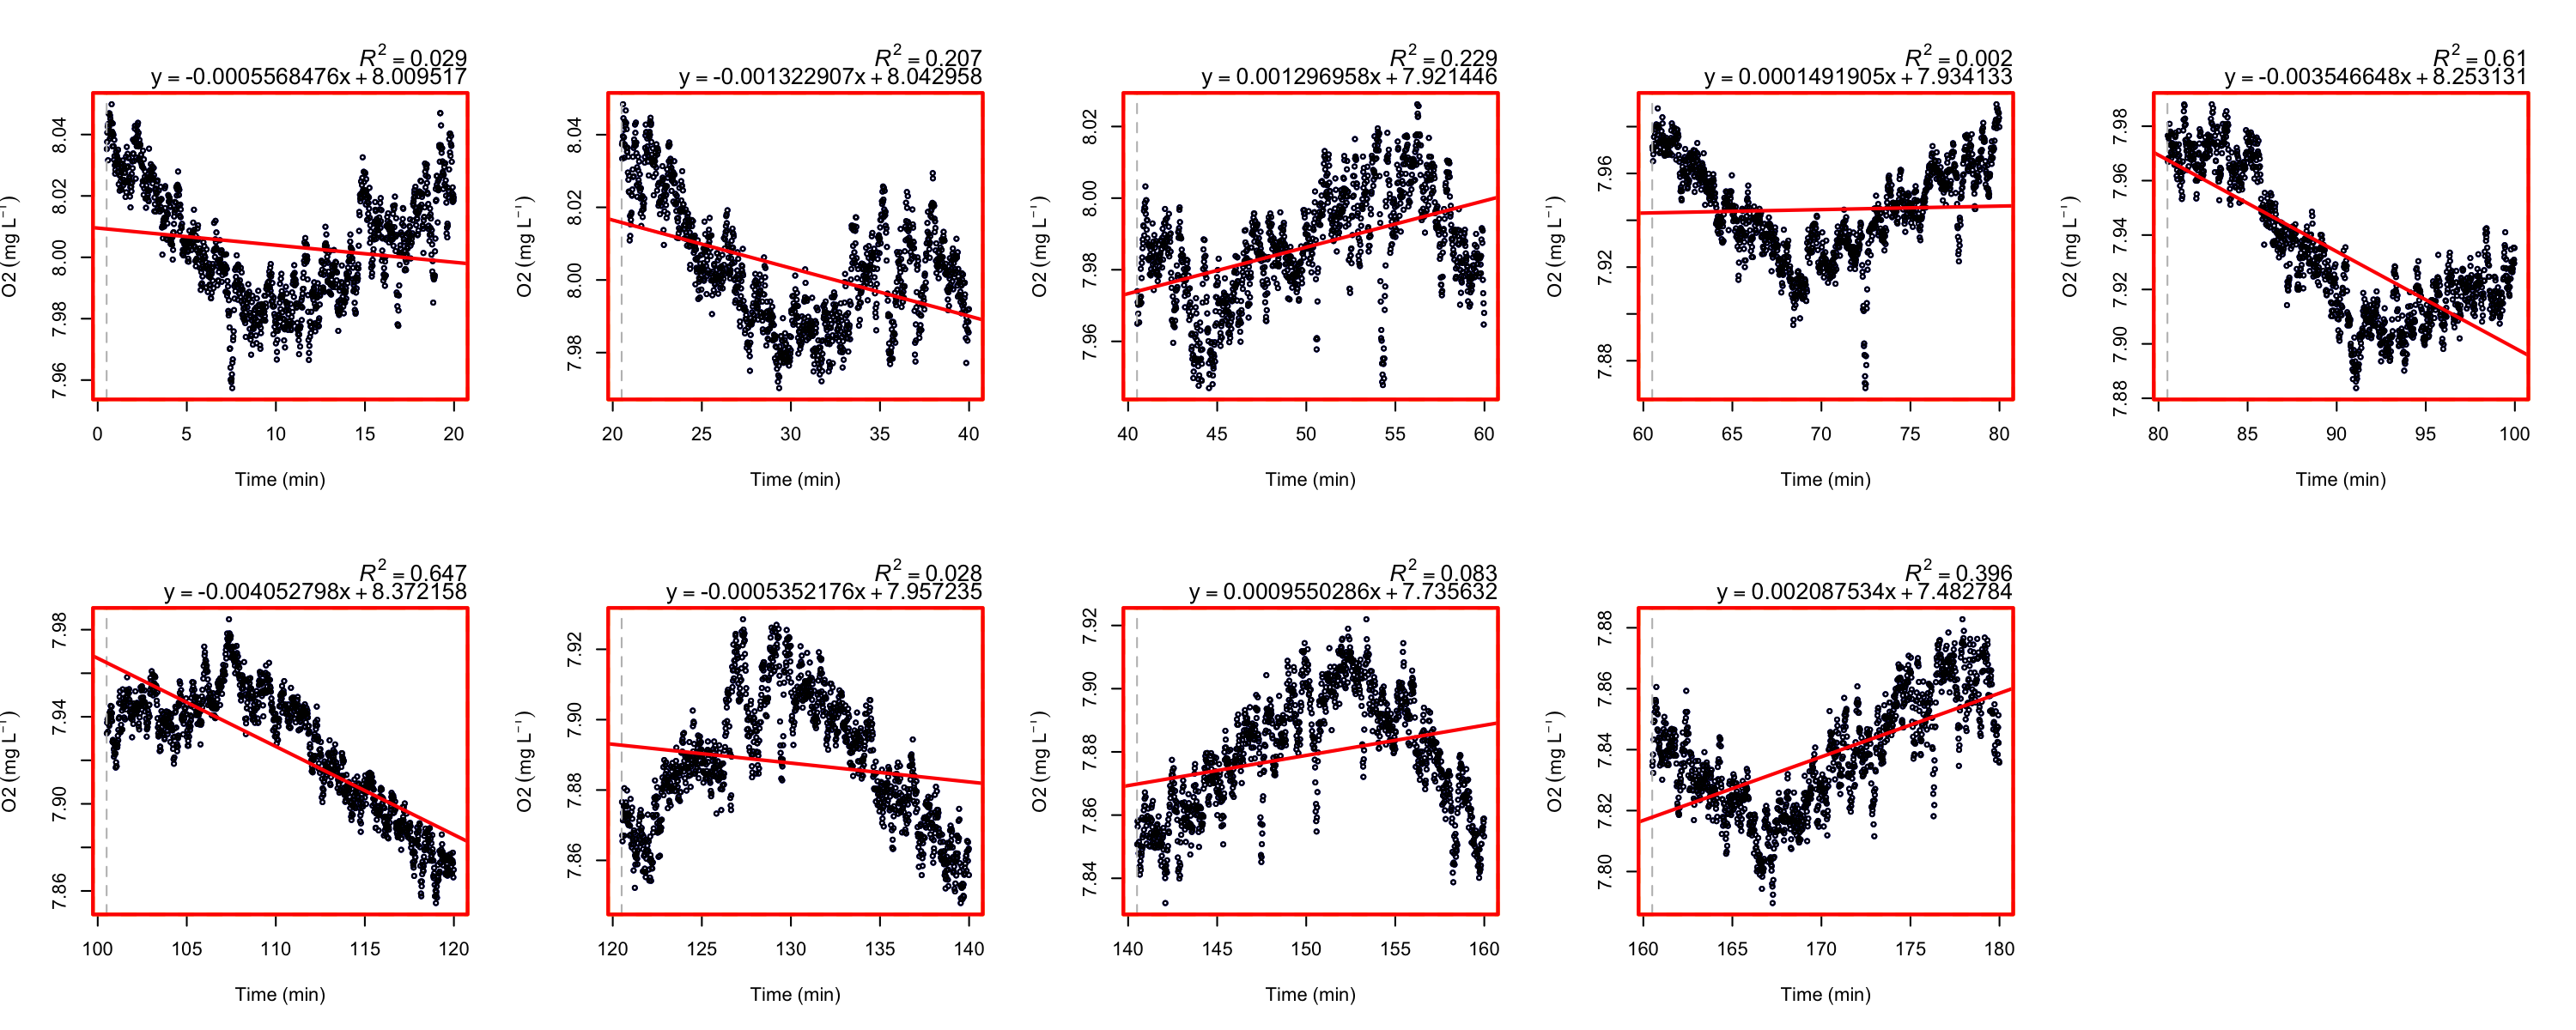 R² = 0.029
y = -0.0005568476x + 8.009517
O2 (mg L⁻¹)
7.96 7.98 8.00 8.02 8.04
0 5 10 15 20
Time (min)
R² = 0.207
y = -0.001322907x + 8.042958
O2 (mg L⁻¹)
7.98 8.00 8.02 8.04
20 25 30 35 40
Time (min)
R² = 0.229
y = 0.001296958x + 7.921446
O2 (mg L⁻¹)
7.96 7.98 8.00 8.02
40 45 50 55 60
Time (min)
R² = 0.002
y = 0.0001491905x + 7.934133
O2 (mg L⁻¹)
7.88 7.92 7.96
60 65 70 75 80
Time (min)
R² = 0.61
y = -0.003546648x + 8.253131
O2 (mg L⁻¹)
7.88 7.90 7.92 7.94 7.96 7.98
80 85 90 95 100
Time (min)
R² = 0.647
y = -0.004052798x + 8.372158
O2 (mg L⁻¹)
7.86 7.90 7.94 7.98
100 105 110 115 120
Time (min)
R² = 0.028
y = -0.0005352176x + 7.957235
O2 (mg L⁻¹)
7.86 7.88 7.90 7.92
120 125 130 135 140
Time (min)
R² = 0.083
y = 0.0009550286x + 7.735632
O2 (mg L⁻¹)
7.84 7.86 7.88 7.90 7.92
140 145 150 155 160
Time (min)
R² = 0.396
y = 0.002087534x + 7.482784
O2 (mg L⁻¹)
7.80 7.82 7.84 7.86 7.88
160 165 170 175 180
Time (min)